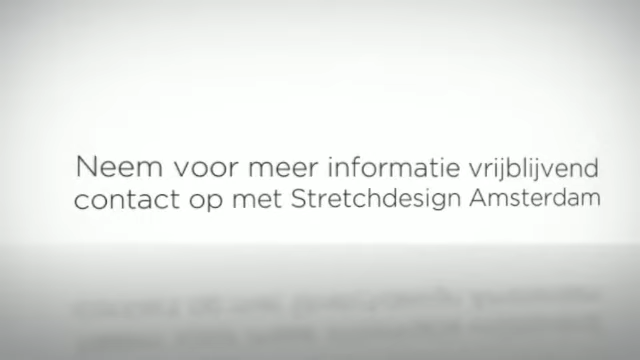 Neem voor meer informatie vrijblijvend
contact op met Stretchdesign Amsterdam